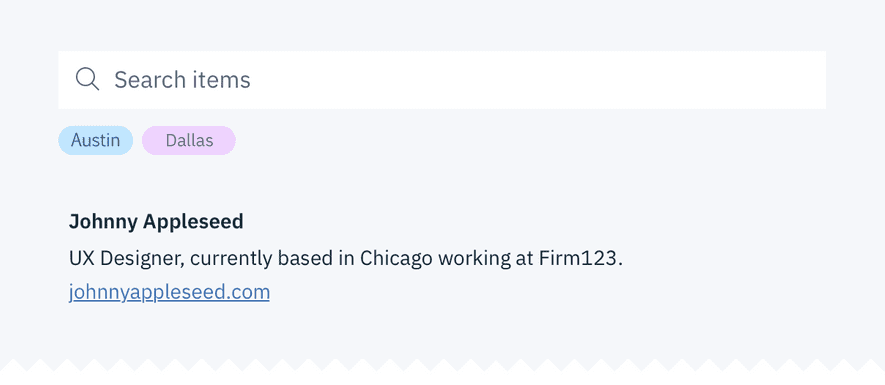 Search items
Austin Dallas
Johnny Appleseed
UX Designer, currently based in Chicago working at Firm123.
johnnyappleseed.com